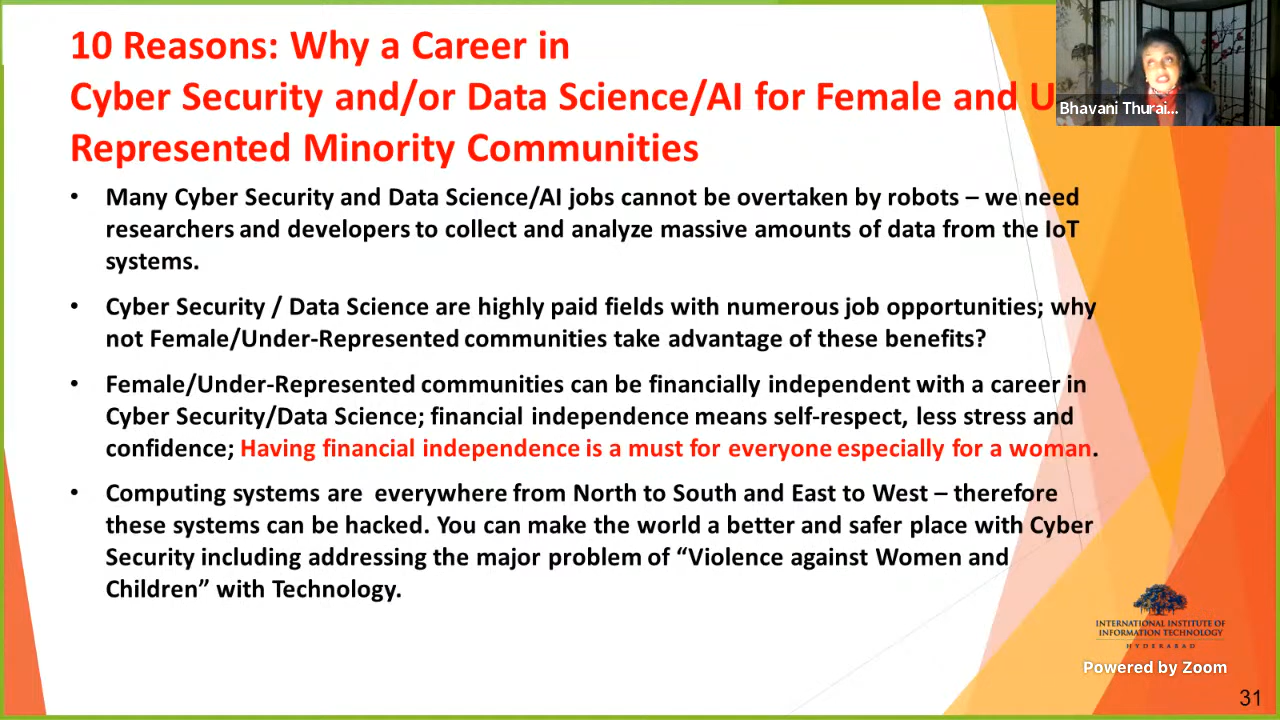 10 Reasons: Why a Career in
Cyber Security and/or Data Science/AI for Female and U
Represented Minority Communities
Bhavani Thurai...
• Many Cyber Security and Data Science/AI jobs cannot be overtaken by robots – we need
researchers and developers to collect and analyze massive amounts of data from the IoT
systems.
• Cyber Security / Data Science are highly paid fields with numerous job opportunities; why
not Female/Under-Represented communities take advantage of these benefits?
• Female/Under-Represented communities can be financially independent with a career in
Cyber Security/Data Science; financial independence means self-respect, less stress and
confidence; Having financial independence is a must for everyone especially for a woman.
• Computing systems are everywhere from North to South and East to West – therefore
these systems can be hacked. You can make the world a better and safer place with Cyber
Security including addressing the major problem of “Violence against Women and
Children” with Technology.
INTERNATIONAL INSTITUTE OF
INFORMATION TECHNOLOGY
HYDERABAD
Powered by Zoom
31